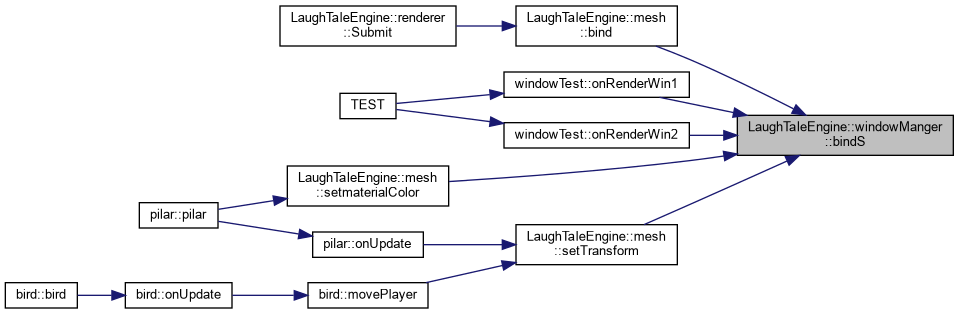 LaughTaleEngine::renderer
::Submit
LaughTaleEngine::mesh
::bind
windowTest::onRenderWin1
TEST
windowTest::onRenderWin2
LaughTaleEngine::windowManger
::bindS
LaughTaleEngine::mesh
::setmaterialColor
pilar::pilar
pilar::onUpdate
LaughTaleEngine::mesh
::setTransform
bird::bird
bird::onUpdate
bird::movePlayer